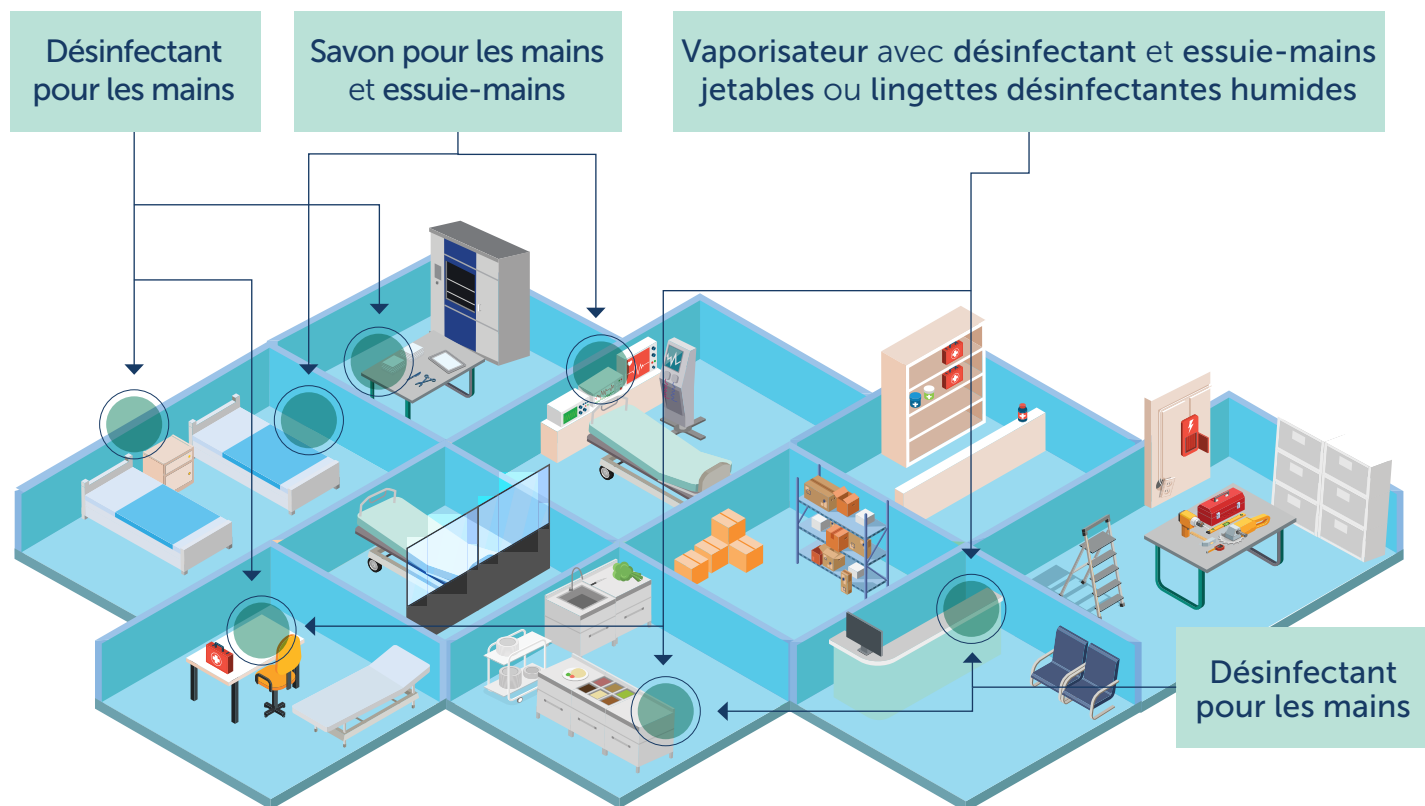 Désinfectant
pour les mains
Savon pour les mains
et essuie-mains
Vaporisateur avec désinfectant et essuie-mains
jetables ou lingettes désinfectantes humides
Désinfectant
pour les mains